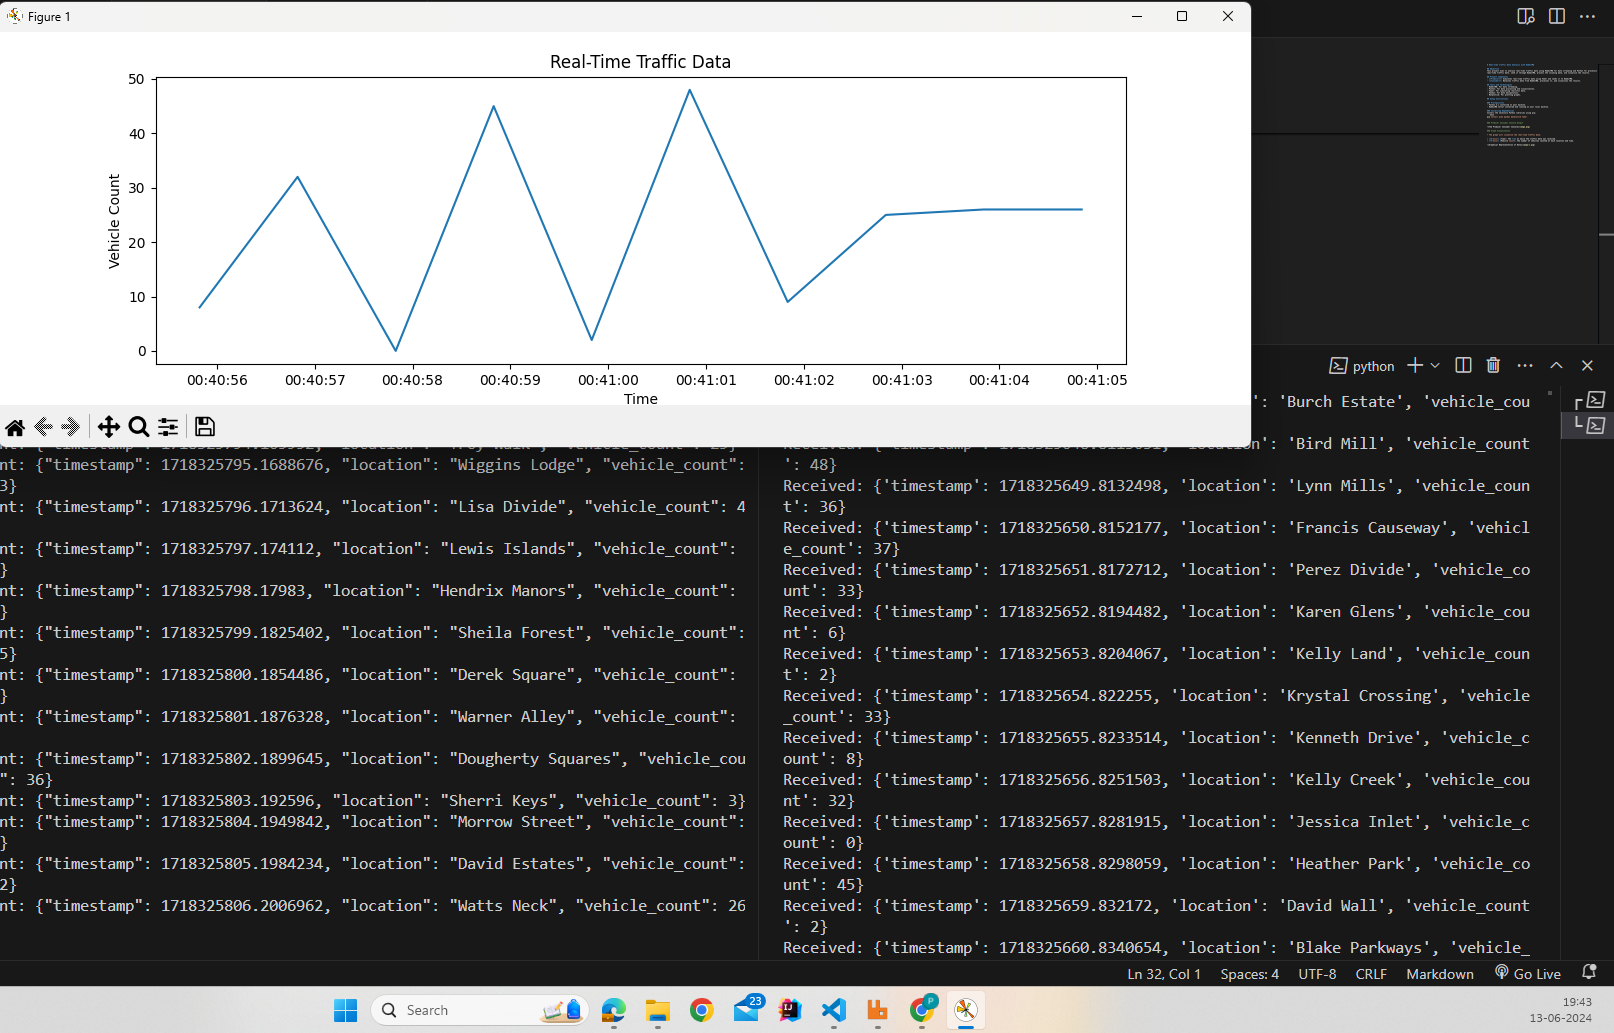 Figure 1
Real-Time Traffic Data
50
40
30
20
10
0
Vehicle Count
00:40:56 00:40:57 00:40:58 00:40:59 00:41:00 00:41:01 00:41:02 00:41:03 00:41:04 00:41:05
Time
python
nt: {"timestamp": 1718325795.1688676, "location": "Wiggins Lodge", "vehicle_count":
3}
nt: {"timestamp": 1718325796.1713624, "location": "Lisa Divide", "vehicle_count": 4
nt: {"timestamp": 1718325797.174112, "location": "Lewis Islands", "vehicle_count":
}
nt: {"timestamp": 1718325798.17983, "location": "Hendrix Manors", "vehicle_count":
}
nt: {"timestamp": 1718325799.1825402, "location": "Sheila Forest", "vehicle_count":
5}
nt: {"timestamp": 1718325800.1854486, "location": "Derek Square", "vehicle_count":
}
nt: {"timestamp": 1718325801.1876328, "location": "Warner Alley", "vehicle_count":
nt: {"timestamp": 1718325802.1899645, "location": "Dougherty Squares", "vehicle_cou
": 36}
nt: {"timestamp": 1718325803.192596, "location": "Sherri Keys", "vehicle_count": 3}
nt: {"timestamp": 1718325804.1949842, "location": "Morrow Street", "vehicle_count":
}
nt: {"timestamp": 1718325805.1984234, "location": "David Estates", "vehicle_count":
2}
nt: {"timestamp": 1718325806.2006962, "location": "Watts Neck", "vehicle_count": 26
': 'Burch Estate', 'vehicle_cou
'Bird Mill', 'vehicle_count
': 48}
Received: {'timestamp': 1718325649.8132498, 'location': 'Lynn Mills', 'vehicle_coun
t': 36}
Received: {'timestamp': 1718325650.8152177, 'location': 'Francis Causeway', 'vehicl
e_count': 37}
Received: {'timestamp': 1718325651.8172712, 'location': 'Perez Divide', 'vehicle_co
unt': 33}
Received: {'timestamp': 1718325652.8194482, 'location': 'Karen Glens', 'vehicle_cou
nt': 6}
Received: {'timestamp': 1718325653.8204067, 'location': 'Kelly Land', 'vehicle_coun
t': 2}
Received: {'timestamp': 1718325654.822255, 'location': 'Krystal Crossing', 'vehicle
_count': 33}
Received: {'timestamp': 1718325655.8233514, 'location': 'Kenneth Drive', 'vehicle_c
ount': 8}
Received: {'timestamp': 1718325656.8251503, 'location': 'Kelly Creek', 'vehicle_cou
nt': 32}
Received: {'timestamp': 1718325657.8281915, 'location': 'Jessica Inlet', 'vehicle_c
ount': 0}
Received: {'timestamp': 1718325658.8298059, 'location': 'Heather Park', 'vehicle_co
unt': 45}
Received: {'timestamp': 1718325659.832172, 'location': 'David Wall', 'vehicle_count
': 2}
Received: {'timestamp': 1718325660.8340654, 'location': 'Blake Parkways', 'vehicle_
Ln 32, Col 1 Spaces: 4 UTF-8 CRLF Markdown Go Live
Search
23
IJ
P
19:43
13-06-2024